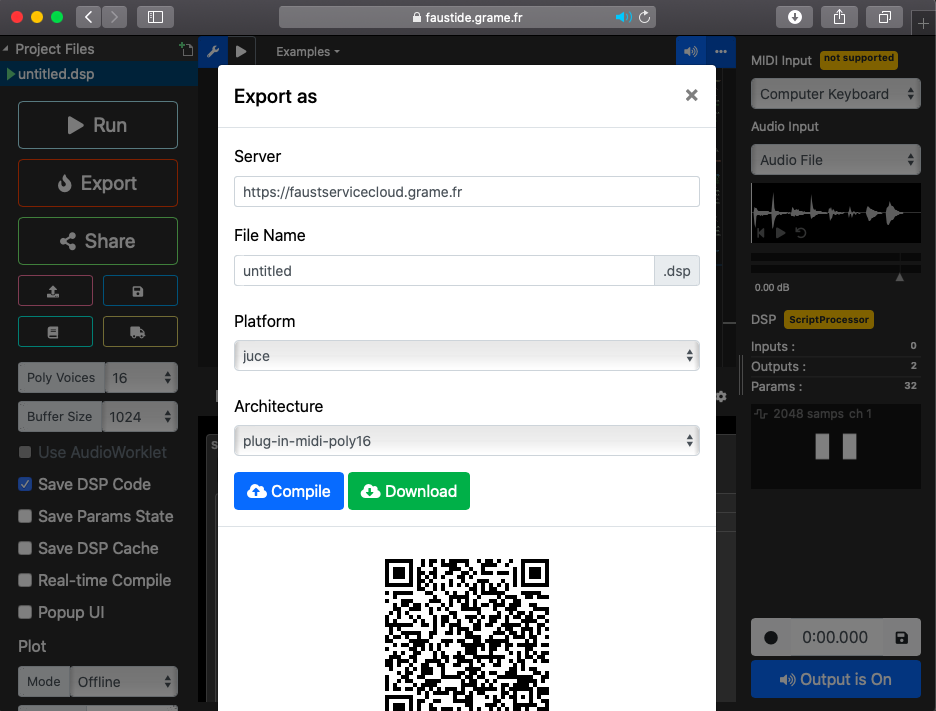 faustide.grame.fr
Project Files
untitled.dsp
Run
Export
Share
Poly Voices 16
Buffer Size 1024
Use AudioWorklet
Save DSP Code
Save Params State
Save DSP Cache
Real-time Compile
Popup UI
Plot
Mode Offline
Examples
Export as
×
Server
https://faustservicecloud.grame.fr
File Name
untitled .dsp
Platform
juce
Architecture
plug-in-midi-poly16
Compile Download
MIDI Input not supported
Computer Keyboard
Audio Input
Audio File
0.00 dB
DSP ScriptProcessor
Inputs : 0
Outputs : 2
Params : 32
2048 samps ch 1
0:00.000
Output is On